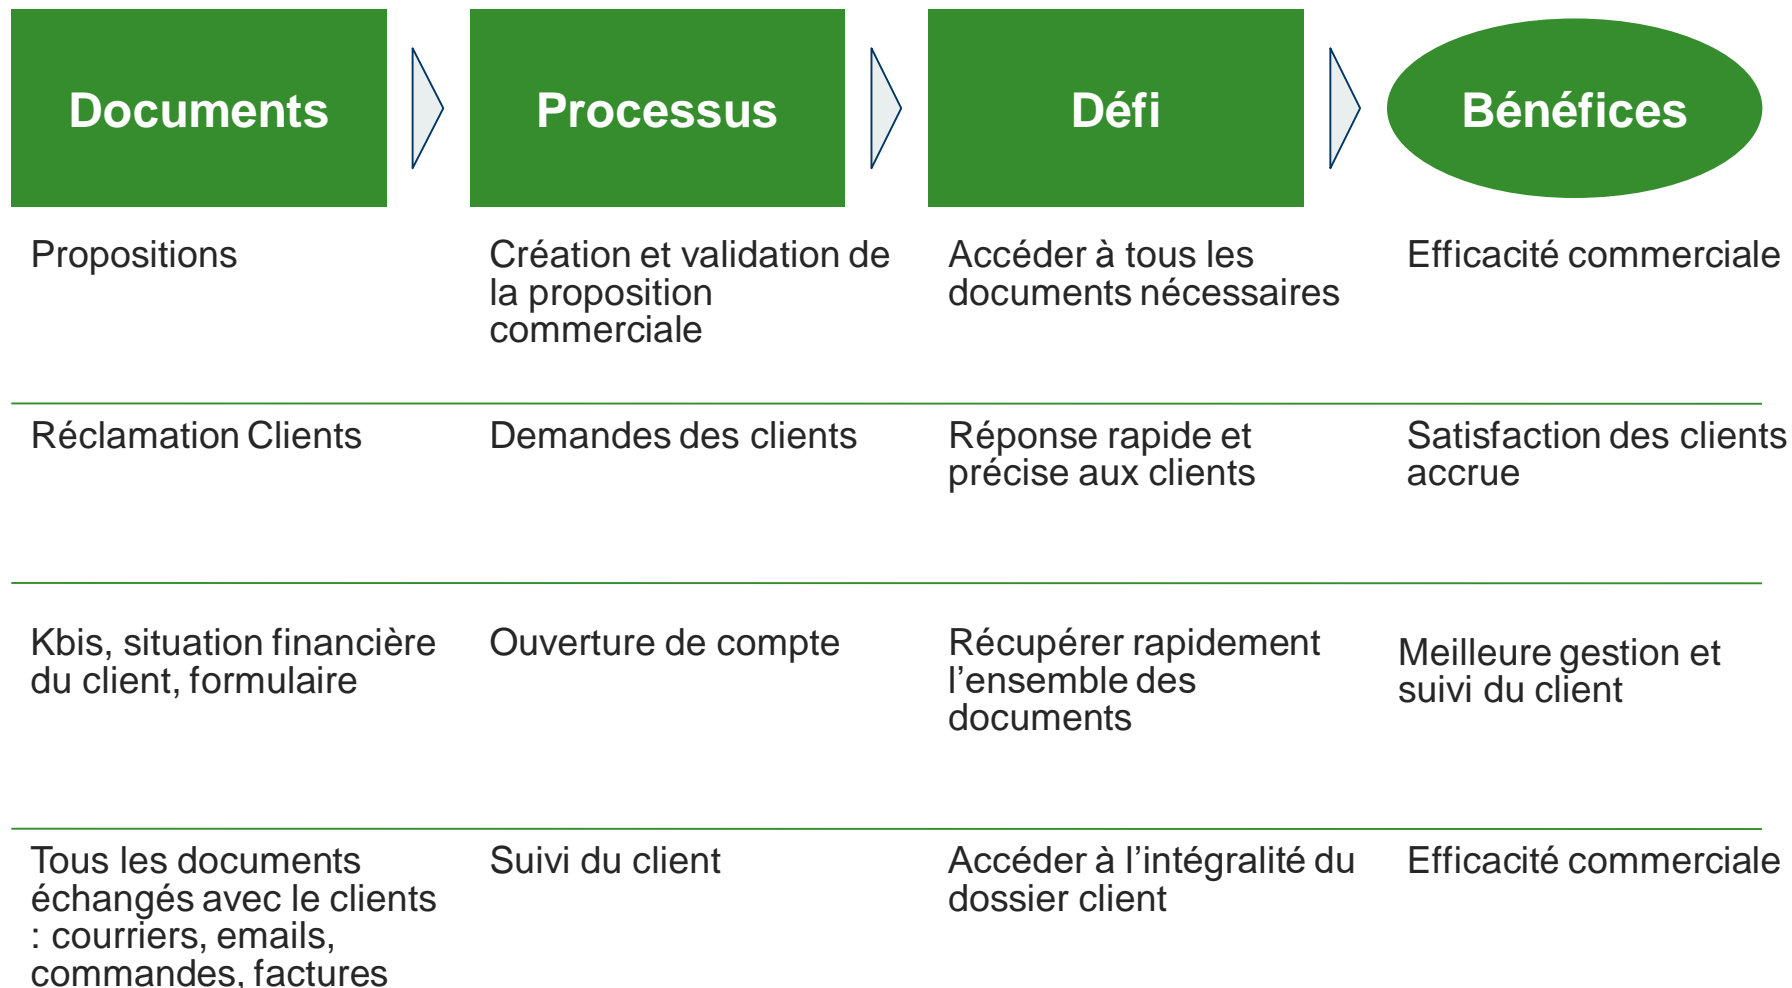 Documents
Processus
Défi
Bénéfices
Propositions
Création et validation de
la proposition
commerciale
Accéder à tous les
documents nécessaires
Efficacité commerciale
Réclamation Clients
Demandes des clients
Réponse rapide et
précise aux clients
Satisfaction des clients
accrue
Kbis, situation financière
du client, formulaire
Ouverture de compte
Récupérer rapidement
l’ensemble des
documents
Meilleure gestion et
suivi du client
Tous les documents
échangés avec le clients
: courriers, emails,
commandes, factures
Suivi du client
Accéder à l’intégralité du
dossier client
Efficacité commerciale